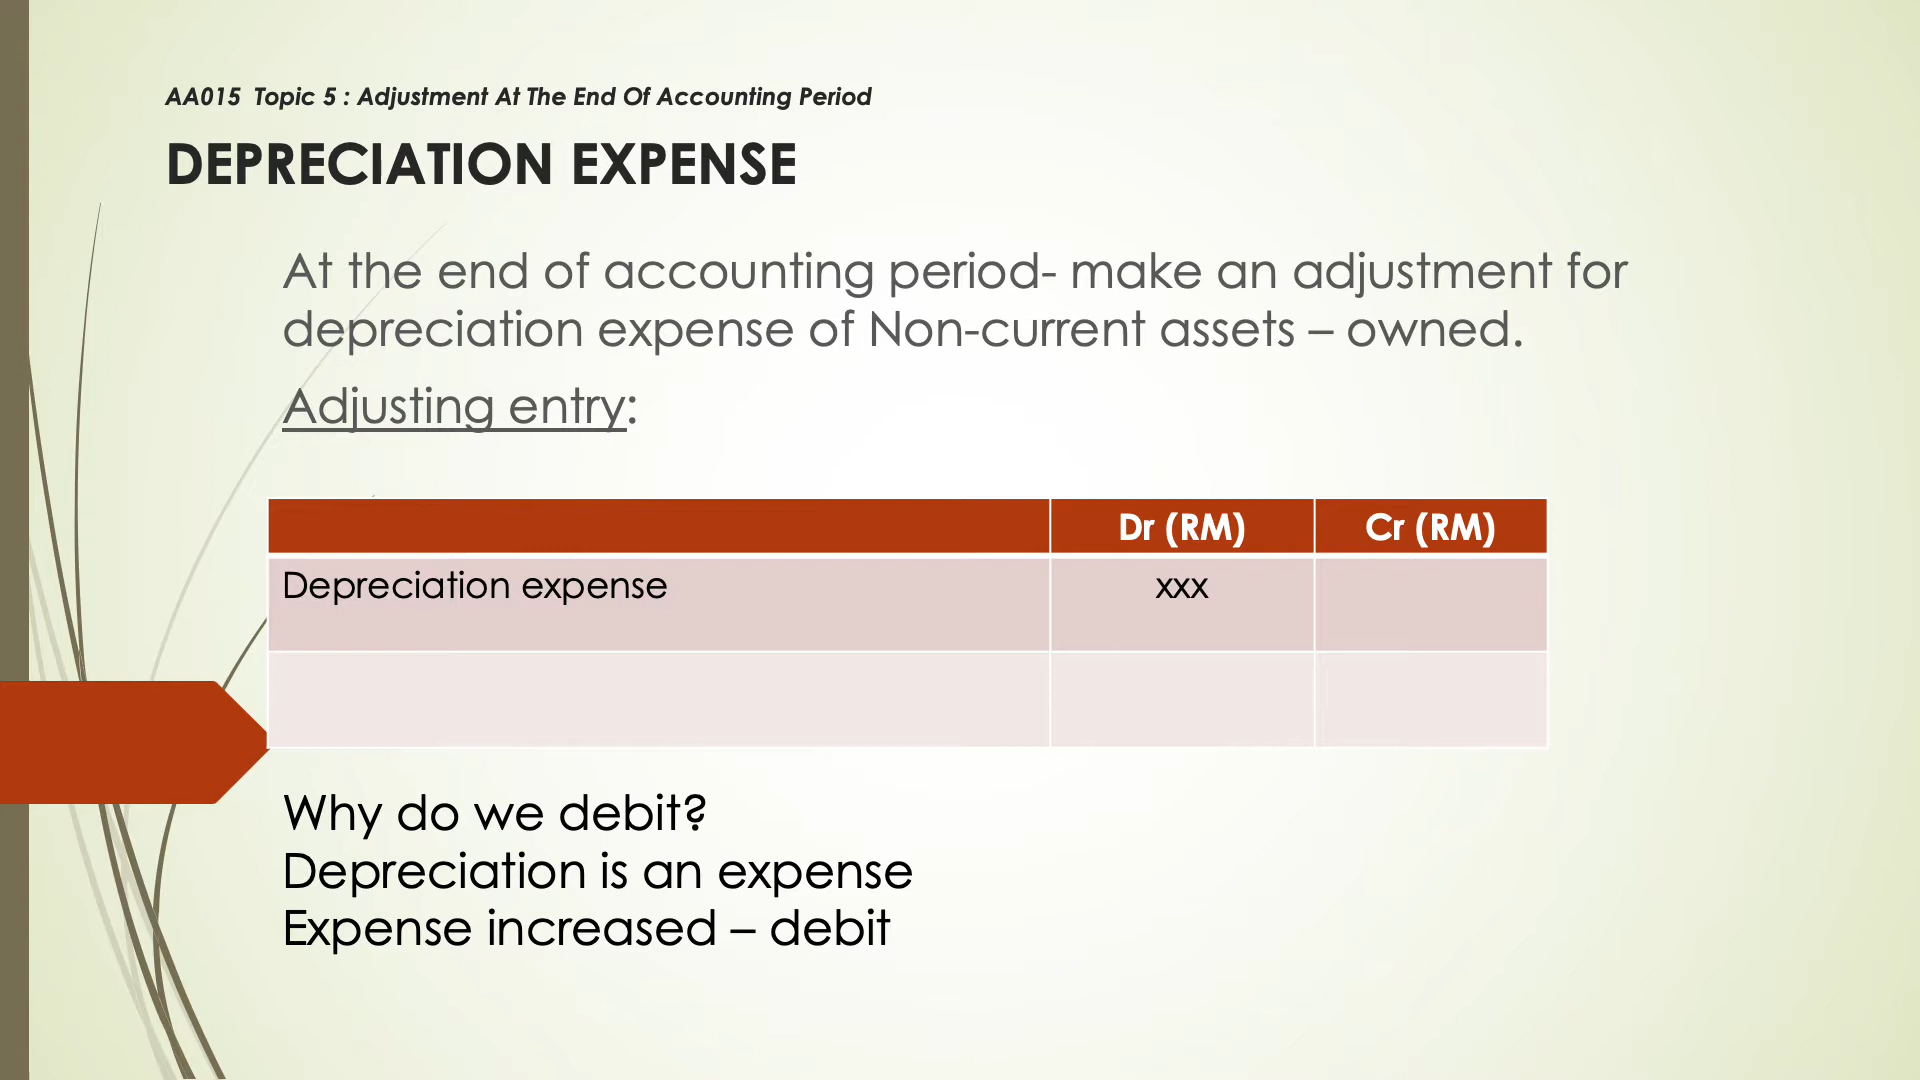 AA015 Topic 5 : Adjustment At The End Of Accounting Period
DEPRECIATION EXPENSE
At the end of accounting period- make an adjustment for
depreciation expense of Non-current assets – owned.
Adjusting entry:
Dr (RM) Cr (RM)
Depreciation expense xxx
Why do we debit?
Depreciation is an expense
Expense increased – debit